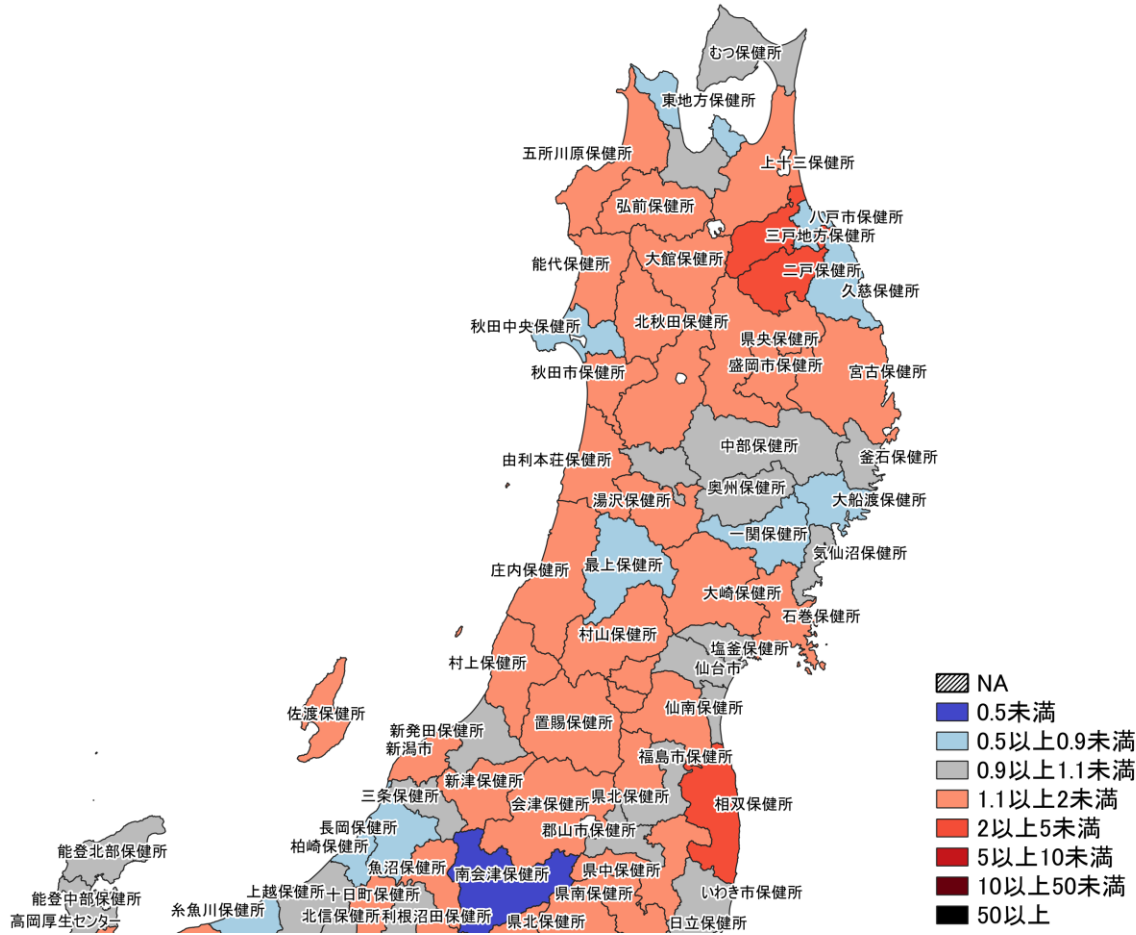 むつ保健所
東地方保健所
五所川原保健所
上十三保健所
弘前保健所
八戸市保健所
三戸地方保健所
大館保健所
能代保健所
二戸保健所
久慈保健所
北秋田保健所
秋田中央保健所
県央保健所
盛岡市保健所
秋田市保健所
宮古保健所
中部保健所
釜石保健所
由利本荘保健所
奥州保健所
湯沢保健所
大船渡保健所
一関保健所
気仙沼保健所
最上保健所
庄内保健所
大崎保健所
石巻保健所
村山保健所
塩釜保健所
村上保健所
仙台市
仙南保健所
佐渡保健所
置賜保健所
新発田保健所
新潟市
福島市保健所
新津保健所
三条保健所
会津保健所
県北保健所
相双保健所
長岡保健所
郡山市保健所
柏崎保健所
能登北部保健所
魚沼保健所
南会津保健所
県中保健所
上越保健所
十日町保健所
県南保健所
いわき市保健所
能登中部保健所
糸魚川保健所
北信保健所
利根沼田保健所
県北保健所
日立保健所
高岡厚生センター
NA
0.5未満
0.5以上0.9未満
0.9以上1.1未満
1.1以上2未満
2以上5未満
5以上10未満
10以上50未満
50以上